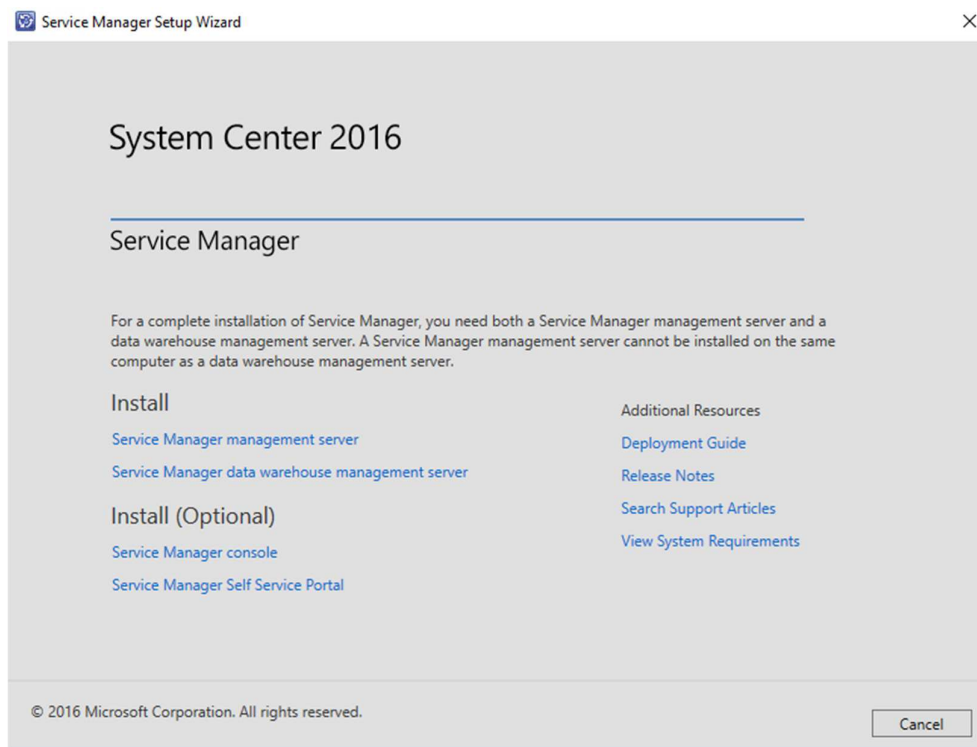 Service Manager Setup Wizard
System Center 2016
Service Manager
For a complete installation of Service Manager, you need both a Service Manager management server and a
data warehouse management server. A Service Manager management server cannot be installed on the same
computer as a data warehouse management server.
Install
Service Manager management server
Service Manager data warehouse management server
Install (Optional)
Service Manager console
Service Manager Self Service Portal
Additional Resources
Deployment Guide
Release Notes
Search Support Articles
View System Requirements
© 2016 Microsoft Corporation. All rights reserved.
Cancel